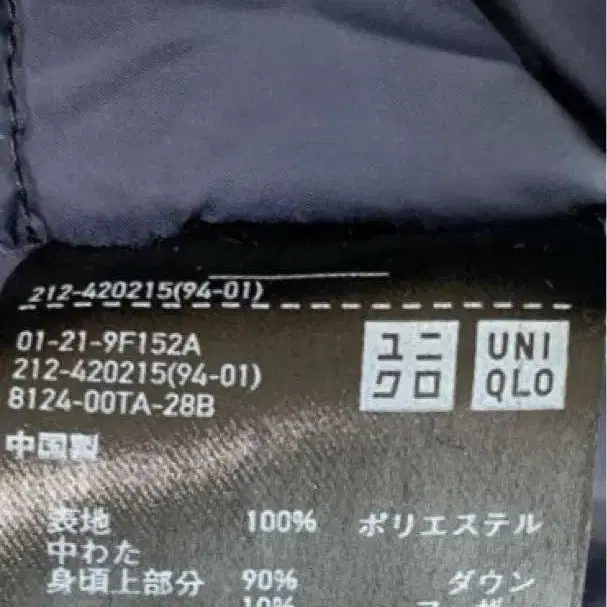 212-420215(94-01)
01-21-9F152A
212-420215(94-01)
8124-00TA-28B
ユニクロ
UNIQLO
中国製
表地 100% ポリエステル
中わた
身頃上部分 90% ダウン
10%